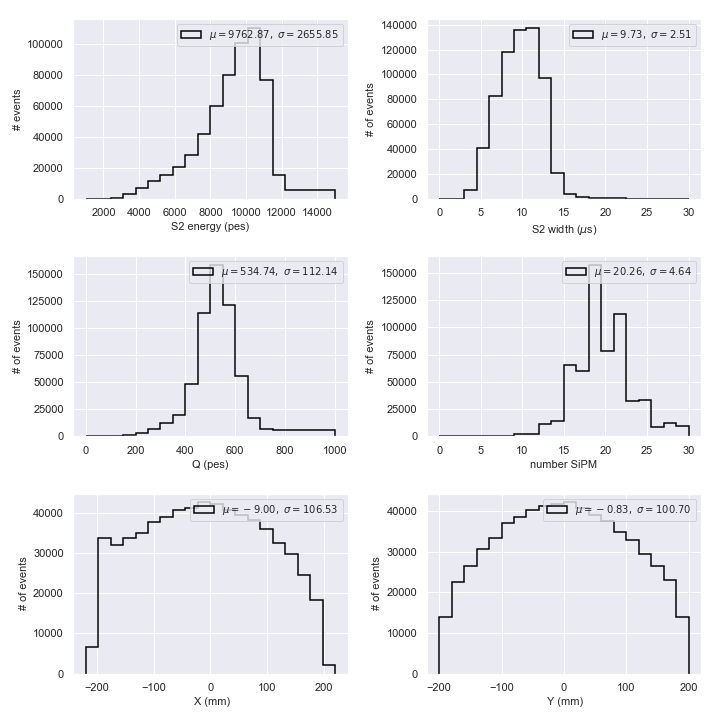 μ = 9762.87, σ = 2655.85
# events
100000
80000
60000
40000
20000
0
2000 4000 6000 8000 10000 12000 14000
S2 energy (pes)
μ = 9.73, σ = 2.51
# of events
140000
120000
100000
80000
60000
40000
20000
0
0 5 10 15 20 25 30
S2 width (μs)
μ = 534.74, σ = 112.14
# of events
150000
125000
100000
75000
50000
25000
0
0 200 400 600 800 1000
Q (pes)
μ = 20.26, σ = 4.64
# of events
150000
125000
100000
75000
50000
25000
0
0 5 10 15 20 25 30
number SiPM
μ = −9.00, σ = 106.53
# of events
40000
30000
20000
10000
0
−200 −100 0 100 200
X (mm)
μ = −0.83, σ = 100.70
# of events
40000
30000
20000
10000
0
−200 −100 0 100 200
Y (mm)